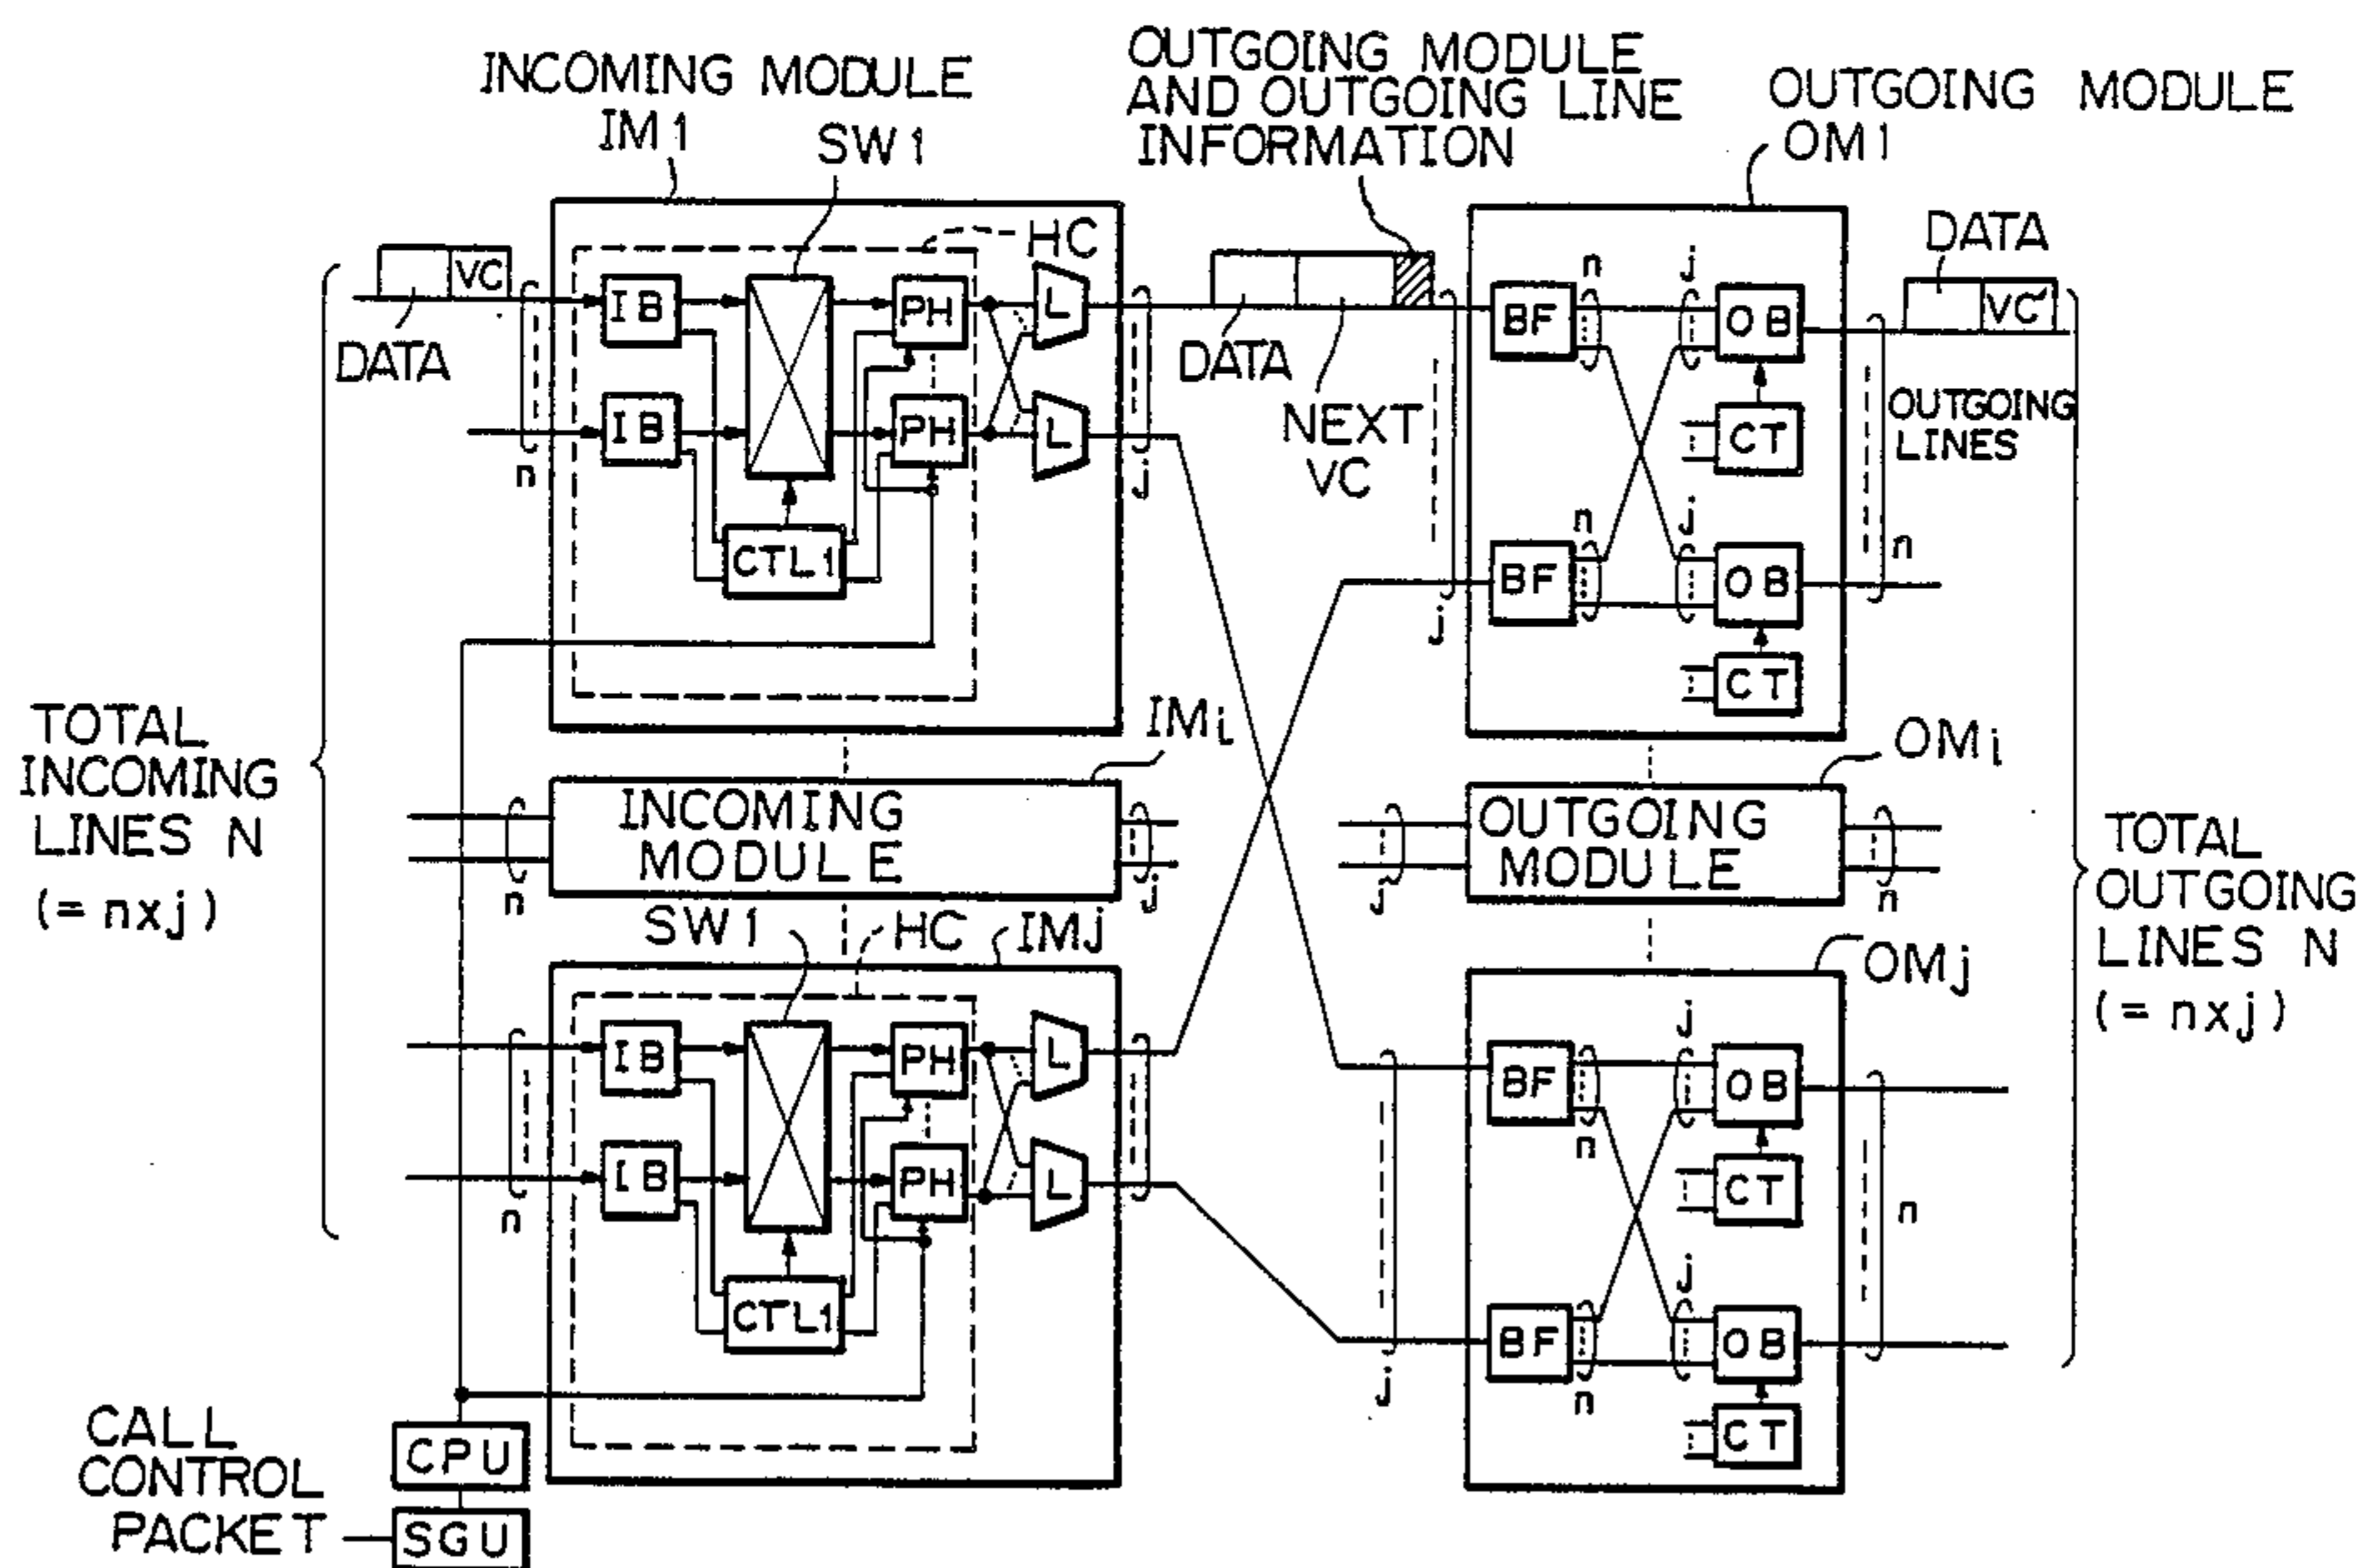 INCOMING MODULE
IM1
SW1
OUTGOING MODULE
AND OUTGOING LINE
INFORMATION
OUTGOING MODULE
OM1
HC
DATA
VC
IB
PH
L
BF
n
j
OB
VC'
DATA
n
DATA
NEXT
VC
j
IB
PH
L
CT
OUTGOING
LINES
j
n
j
CTL1
BF
OB
n
j
CT
TOTAL
INCOMING
LINES N
(= nxj)
IMi
OMi
INCOMING
MODULE
OUTGOING
MODULE
n
j
j
n
TOTAL
OUTGOING
LINES N
(= nxj)
SW1
HC
IMj
OMj
IB
PH
L
BF
n
j
OB
IB
PH
L
CT
n
n
CTL1
j
BF
n
j
OB
CT
CALL
CONTROL
PACKET
CPU
SGU